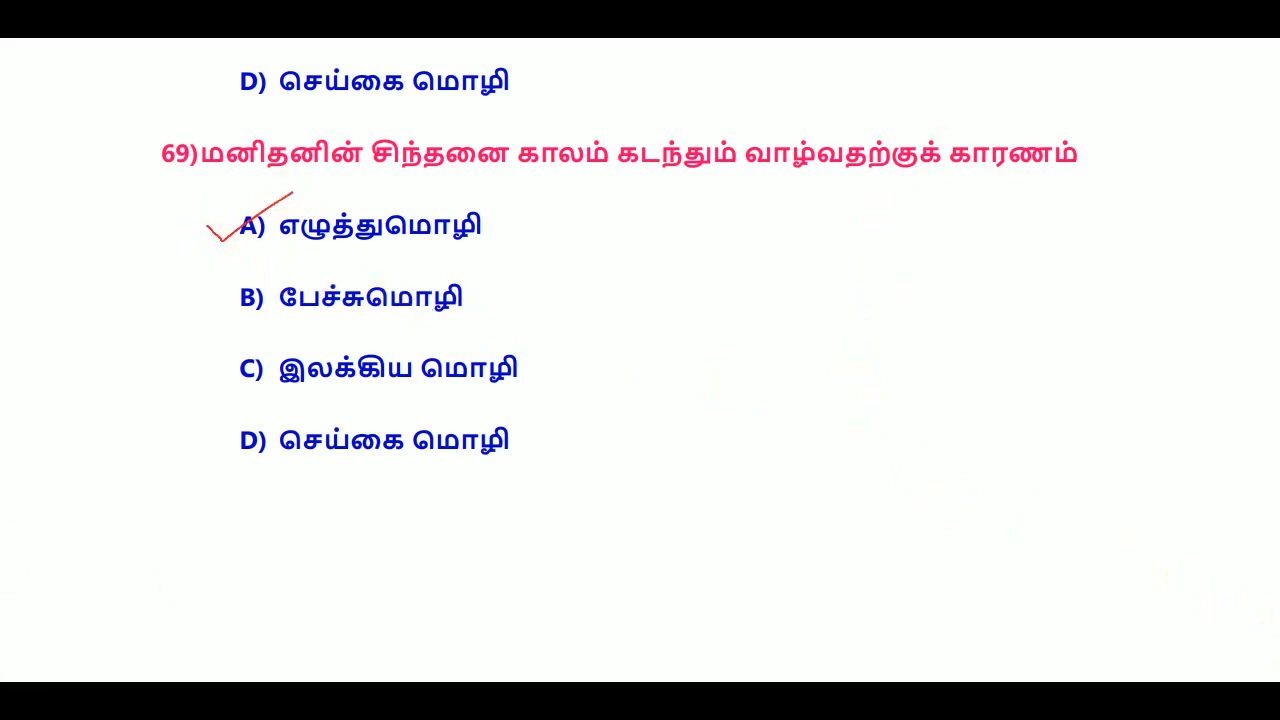 D) செய்கை மொழி
69)மனிதனின் சிந்தனை காலம் கடந்தும் வாழ்வதற்குக் காரணம்
A) எழுத்துமொழி
B) பேச்சுமொழி
C) இலக்கிய மொழி
D) செய்கை மொழி